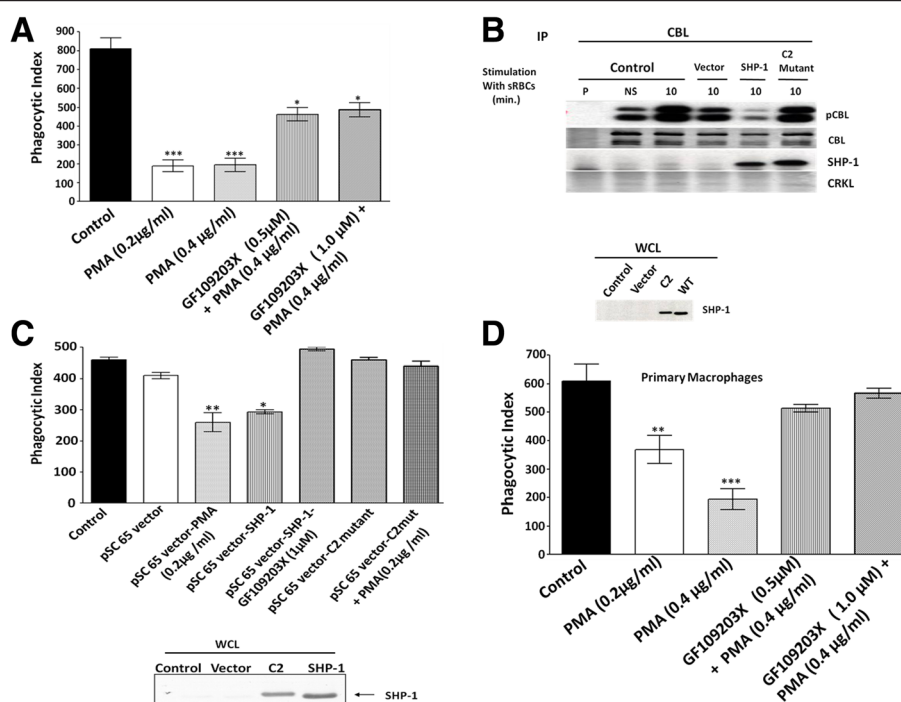 A
Phagocytic Index
900
800
700
600
500
400
300
200
100
0
***
***
*
*
Control
PMA (0.2µg/ml)
PMA (0.4 µg/ml)
GF109203X (0.5µM)
+ PMA (0.4 µg/ml)
GF109203X ( 1.0 µM) +
PMA (0.4 µg/ml)
B
IP
CBL
Stimulation
With sRBCs
(min.)
Control
Vector
SHP-1
C2
Mutant
P
NS
10
10
10
10
pCBL
CBL
SHP-1
CRKL
WCL
Control
Vector
C2
WT
SHP-1
C
Phagocytic Index
500
400
300
200
100
0
**
*
Control
pSC 65 vector
pSC 65 vector-PMA
(0.2µg /ml)
pSC 65 vector-SHP-1
pSC 65 vector-SHP-1-
GF109203X (1µM)
pSC 65 vector-C2 mutant
pSC 65 vector-C2mut
+ PMA(0.2µg/ml)
WCL
Control
Vector
C2
SHP-1
← SHP-1
D
Phagocytic Index
700
600
500
400
300
200
100
0
Primary Macrophages
**
***
Control
PMA (0.2µg/ml)
PMA (0.4 µg/ml)
GF109203X (0.5µM)
+ PMA (0.4 µg/ml)
GF109203X ( 1.0 µM) +
PMA (0.4 µg/ml)